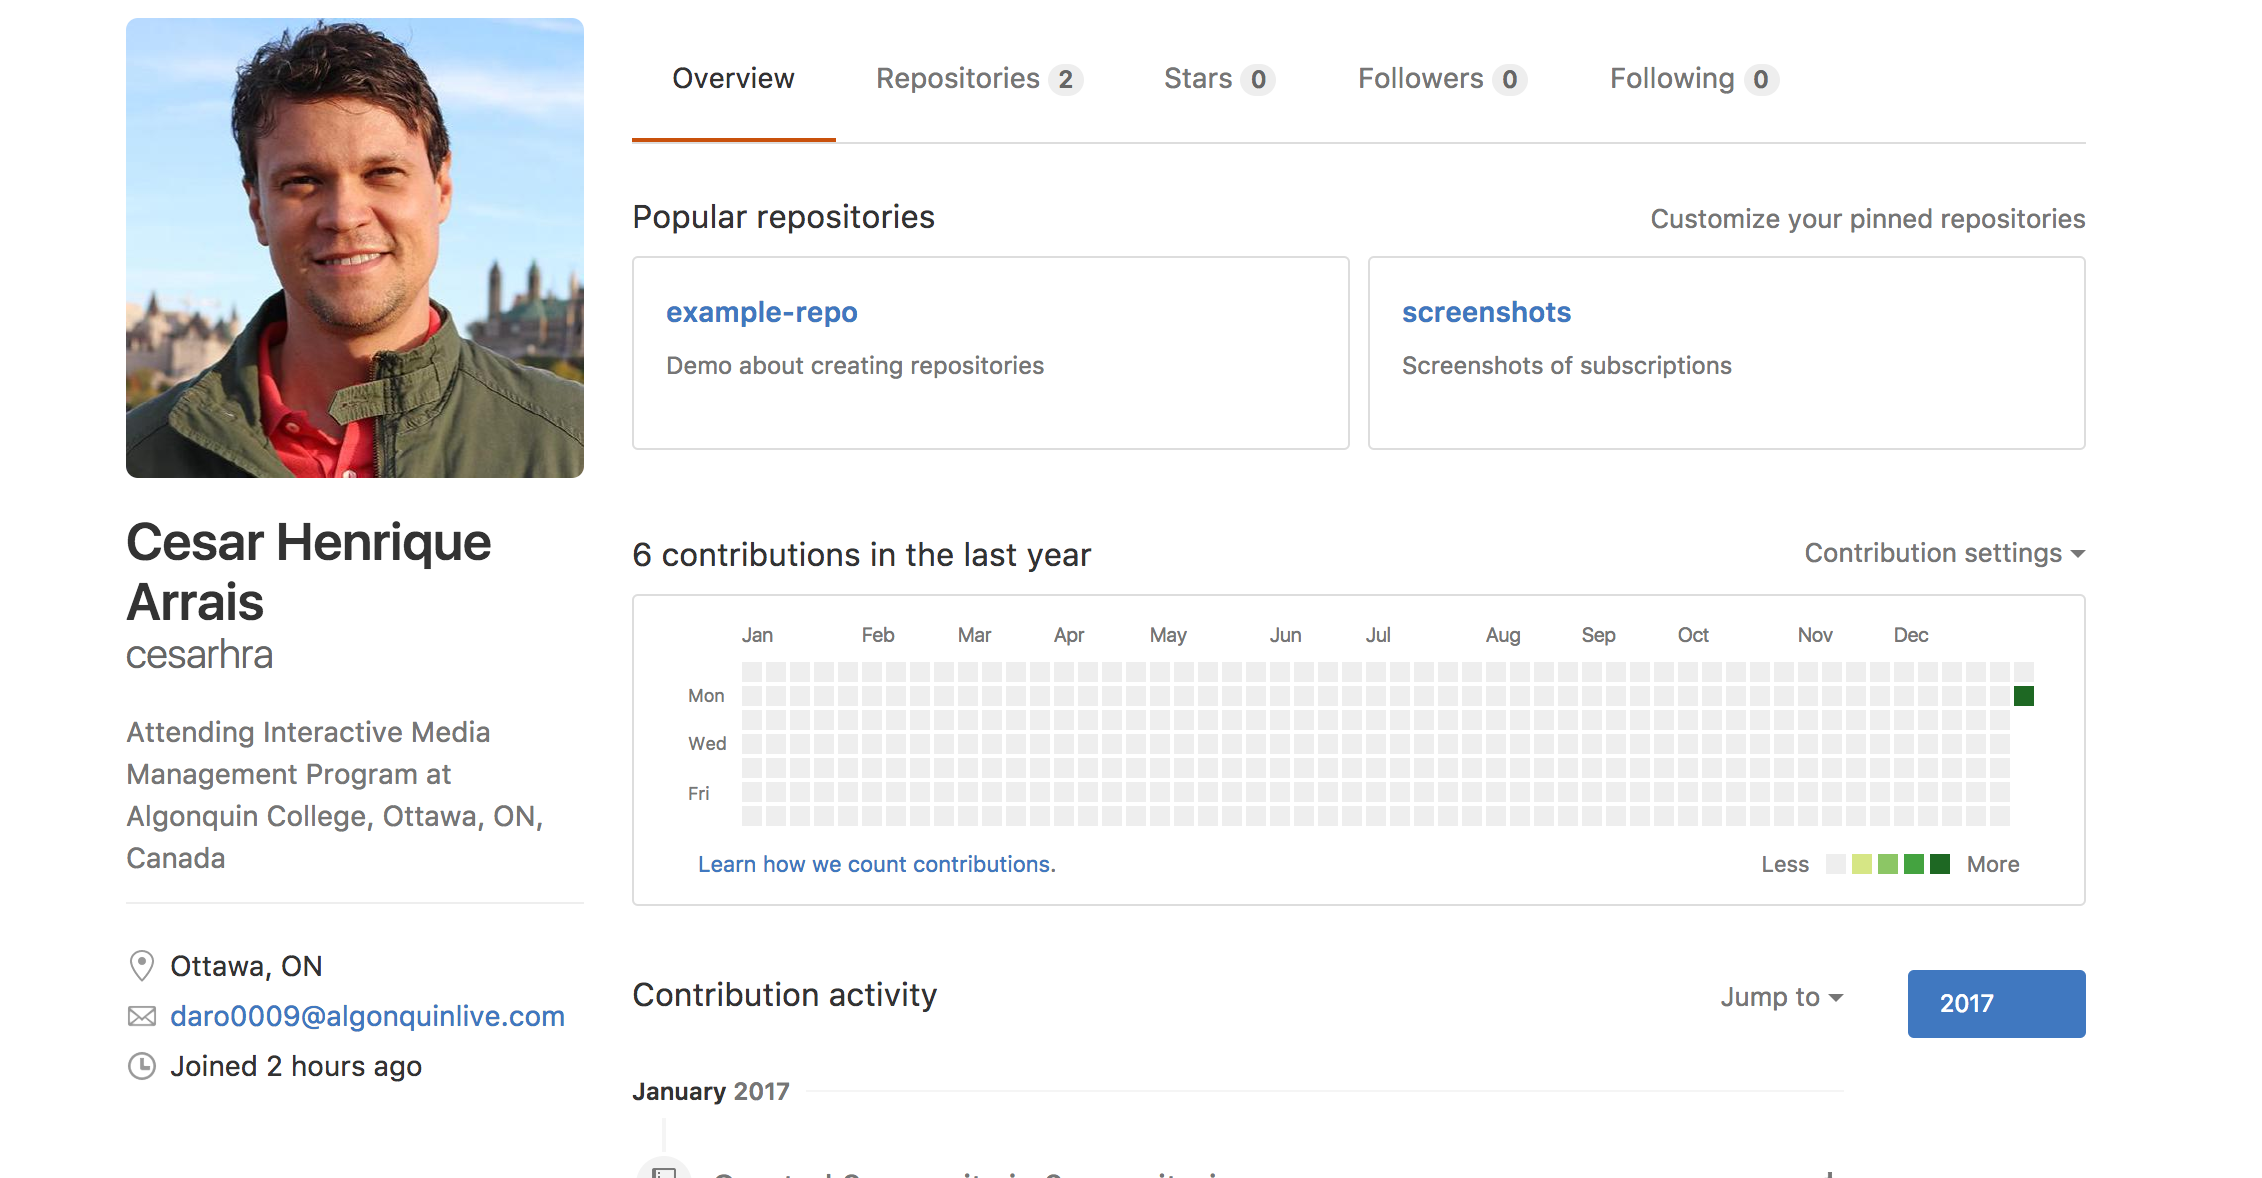 Overview
Repositories 2
Stars 0
Followers 0
Following 0
Popular repositories
Customize your pinned repositories
example-repo
Demo about creating repositories
screenshots
Screenshots of subscriptions
Cesar Henrique
Arrais
cesarhra
Attending Interactive Media
Management Program at
Algonquin College, Ottawa, ON,
Canada
Ottawa, ON
daro0009@algonquinlive.com
Joined 2 hours ago
6 contributions in the last year
Contribution settings
Jan Feb Mar Apr May Jun Jul Aug Sep Oct Nov Dec
Mon
Wed
Fri
Learn how we count contributions.
Less More
Contribution activity
Jump to
2017
January 2017